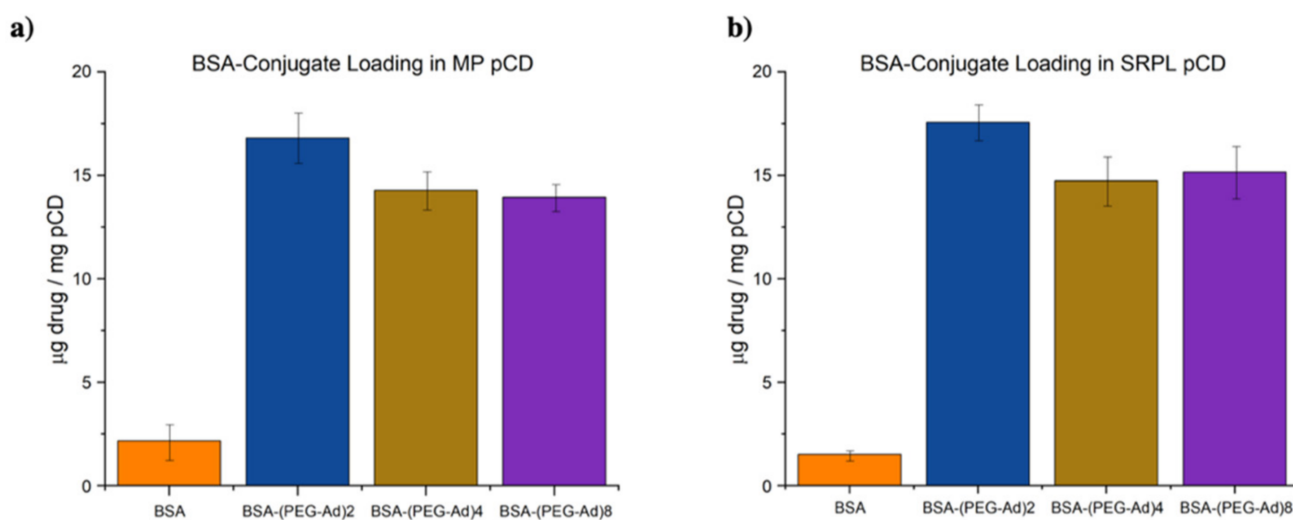 a)
BSA-Conjugate Loading in MP pCD
μg drug / mg pCD
20
15
10
5
0
BSA
BSA-(PEG-Ad)2
BSA-(PEG-Ad)4
BSA-(PEG-Ad)8
b)
BSA-Conjugate Loading in SRPL pCD
μg drug / mg pCD
20
15
10
5
0
BSA
BSA-(PEG-Ad)2
BSA-(PEG-Ad)4
BSA-(PEG-Ad)8